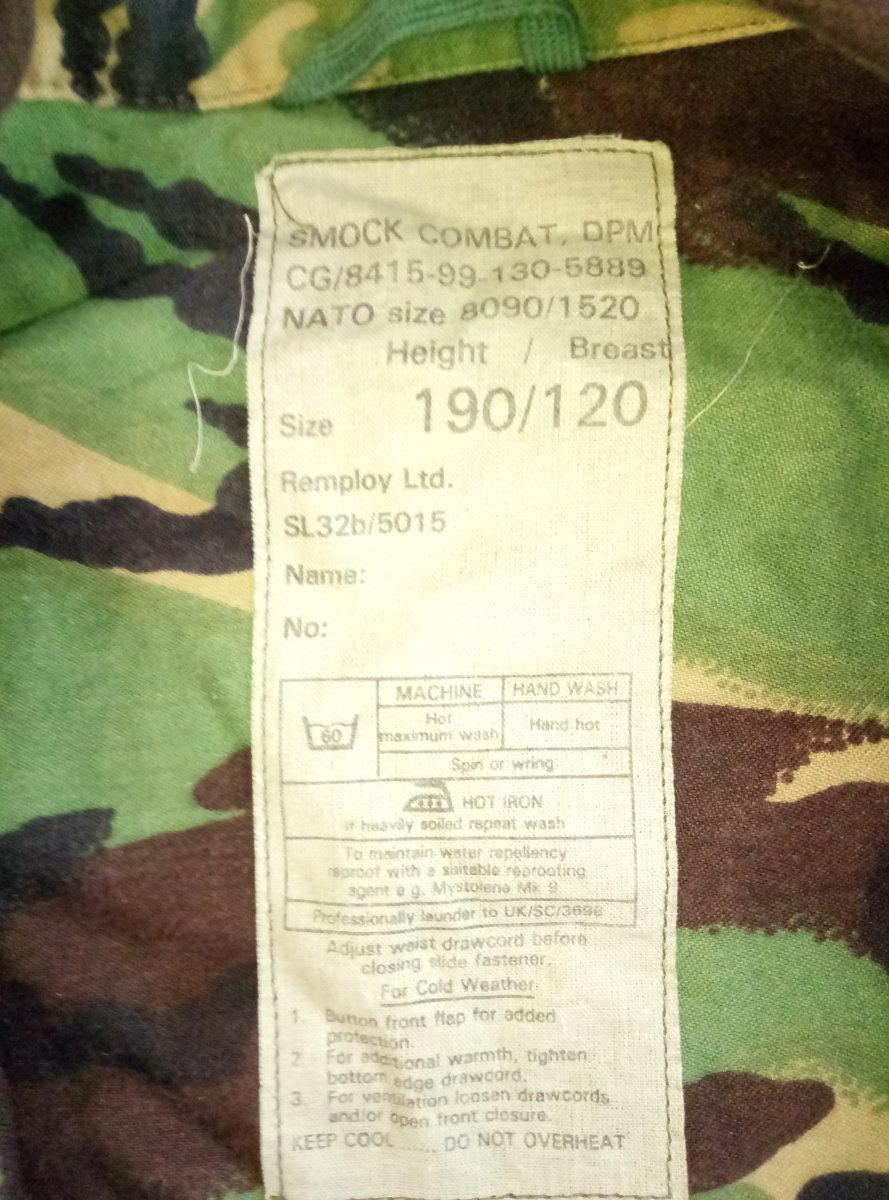 SMOCK COMBAT, DPM
CG/8415-99-130-5889
NATO size 8090/1520
Height / Breast
Size 190/120
Remploy Ltd.
SL32b/5015
Name:
No:
MACHINE HAND WASH
60
Hot
maximum wash
Hand hot
Spin or wring
HOT IRON
If heavily soiled repeat wash
To maintain water repellency
reproof with a suitable reproofing
agent e g. Mystolene Mk 9
Professionally launder to UK/SC/3696
Adjust waist drawcord before
closing slide fastener.
For Cold Weather
1. Button front flap for added
protection.
2. For additional warmth, tighten
bottom edge drawcord.
3. For ventilation loosen drawcords
and/or open front closure.
KEEP COOL ...... DO NOT OVERHEAT